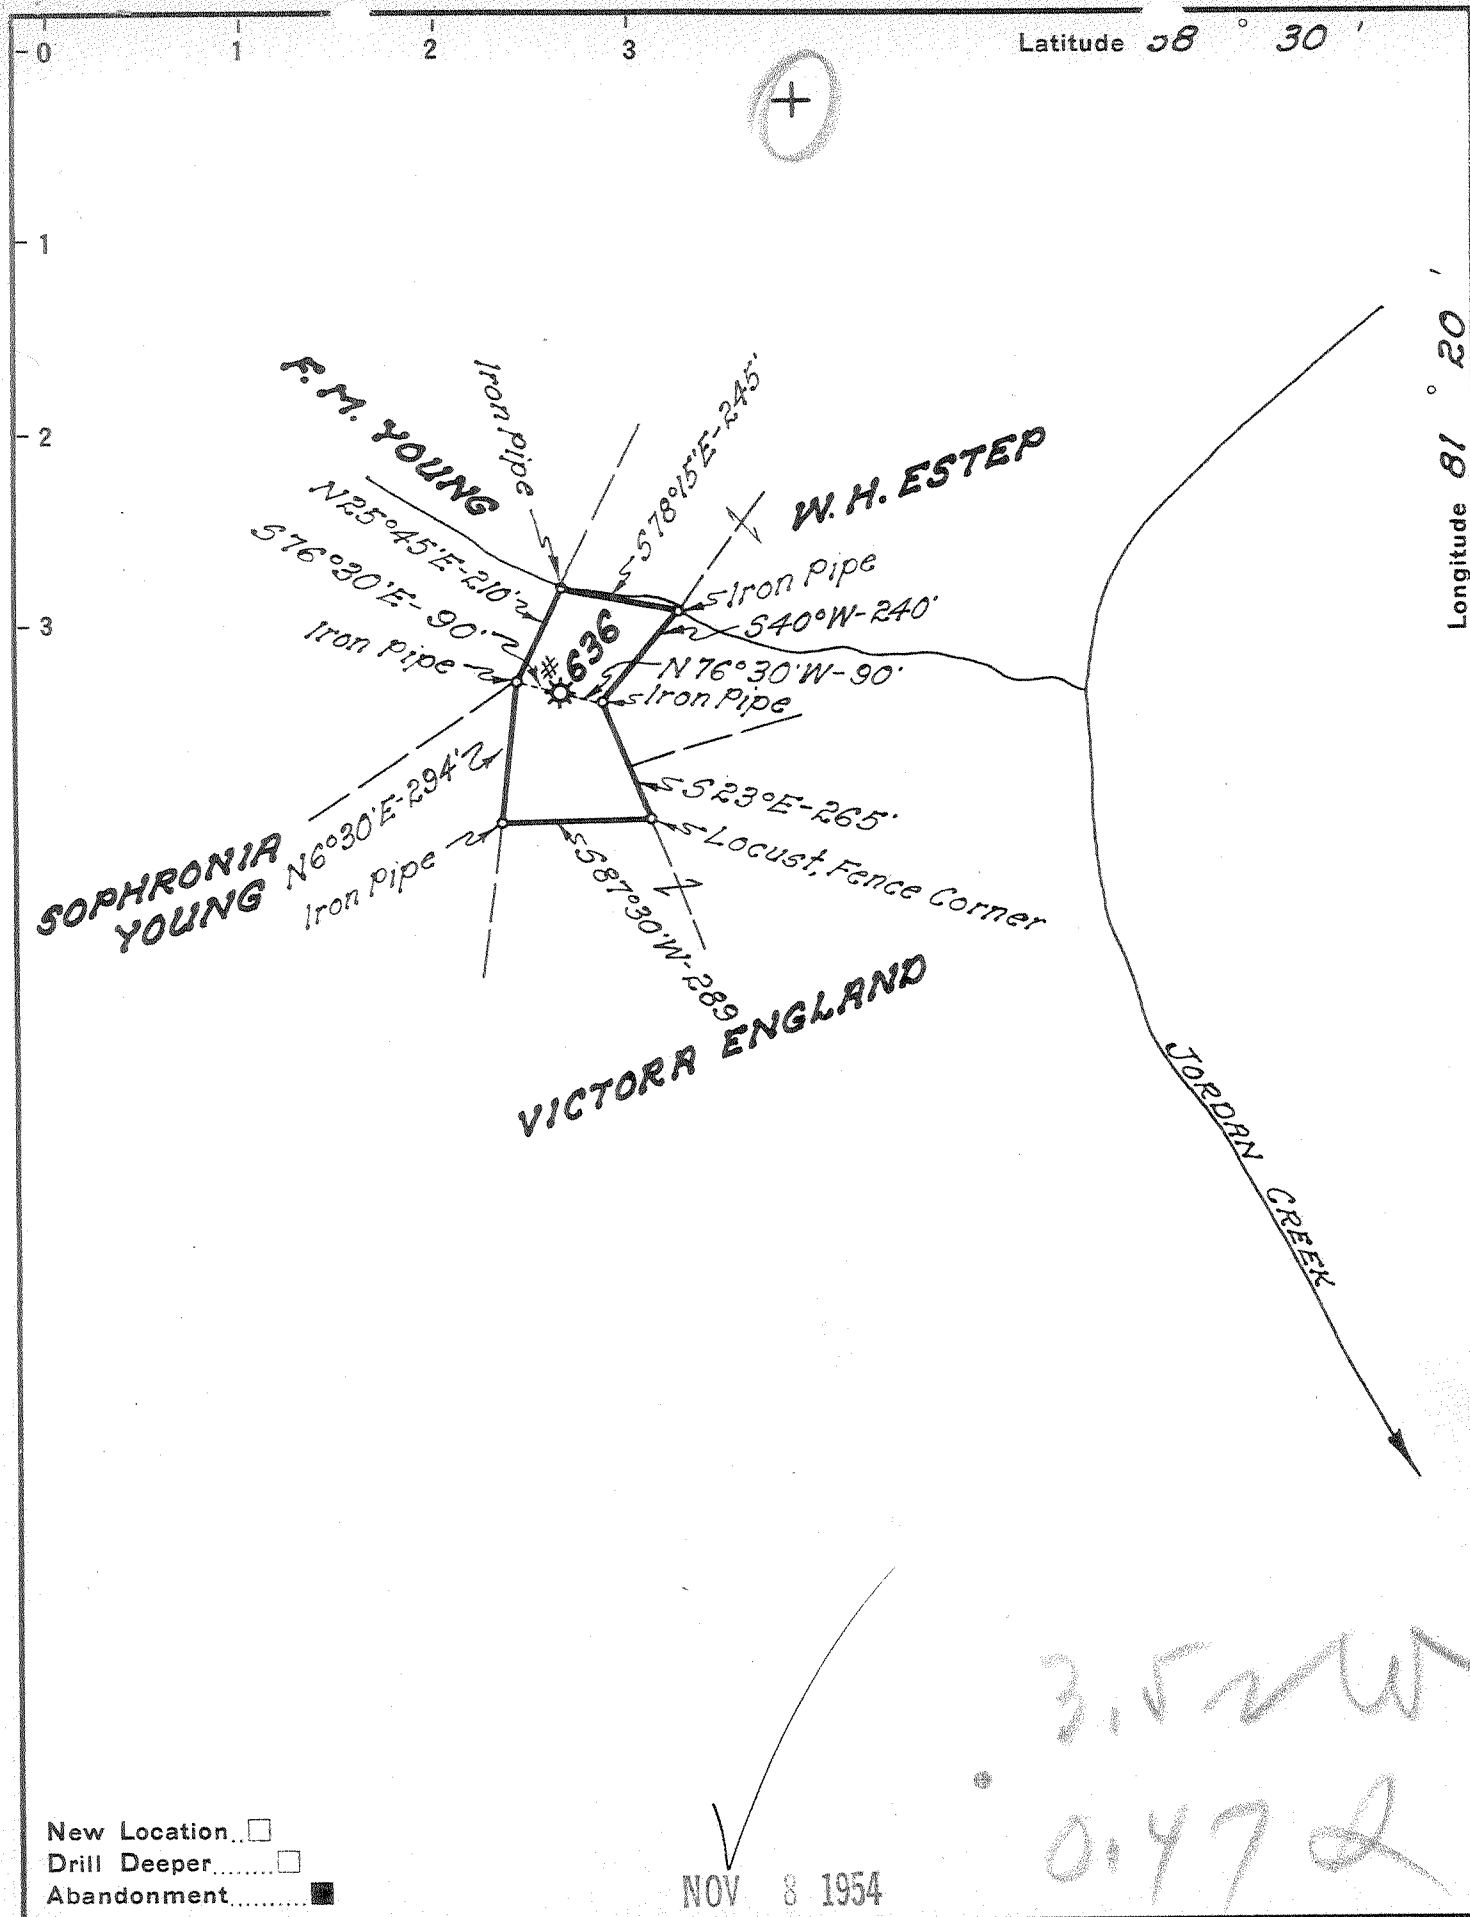 0 1 2 3 Latitude 38 ° 30 '
1
2
3
Longitude 81 ° 20 '
F. M. YOUNG
Iron Pipe
S78°15'E-245'
W. H. ESTEP
N25°45'E-210'
S76°30'E-90'
Iron Pipe
Iron Pipe
S40°W-240'
#636
N76°30'W-90'
Iron Pipe
S23°E-265'
Locust, Fence Corner
N6°30'E-294'
SOPHRONIA
YOUNG
Iron Pipe
S87°30'W-289
VICTORA ENGLAND
JORDAN CREEK
New Location..
Drill Deeper........
Abandonment..........
NOV 8 1954
0.47